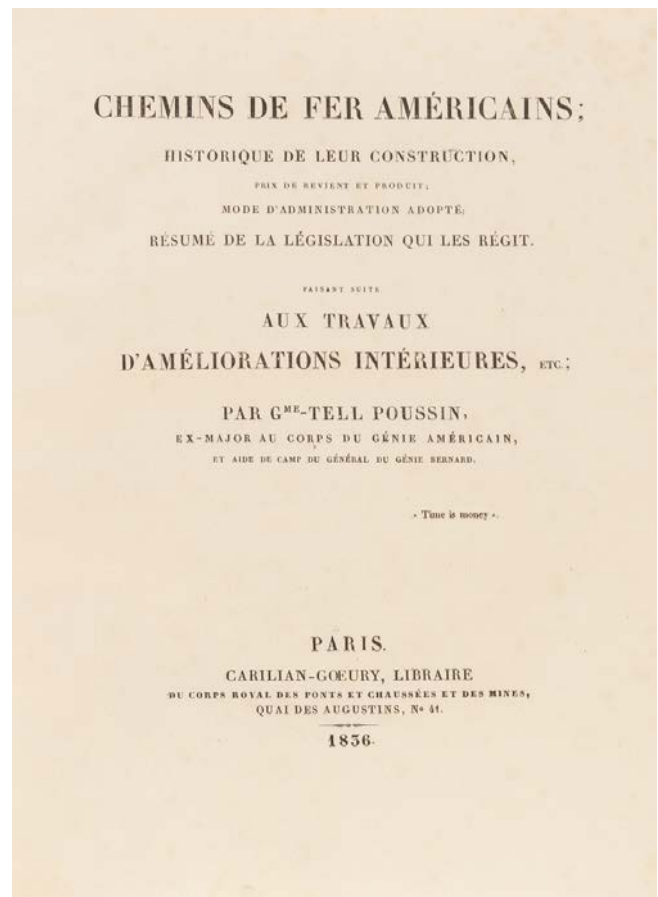 CHEMINS DE FER AMÉRICAINS;
HISTORIQUE DE LEUR CONSTRUCTION,
PRIX DE REVIENT ET PRODUIT;
MODE D'ADMINISTRATION ADOPTÉ;
RÉSUMÉ DE LA LÉGISLATION QUI LES RÉGIT.
FAISANT SUITE
AUX TRAVAUX
D'AMÉLIORATIONS INTÉRIEURES, ETC.;
PAR GME-TELL POUSSIN,
EX-MAJOR AU CORPS DU GÉNIE AMÉRICAIN,
ET AIDE DE CAMP DU GÉNÉRAL DU GÉNIE BERNARD.
« Time is money ».
PARIS.
CARILIAN-GŒURY, LIBRAIRE
DU CORPS ROYAL DES PONTS ET CHAUSSÉES ET DES MINES,
QUAI DES AUGUSTINS, No 41.
1836.